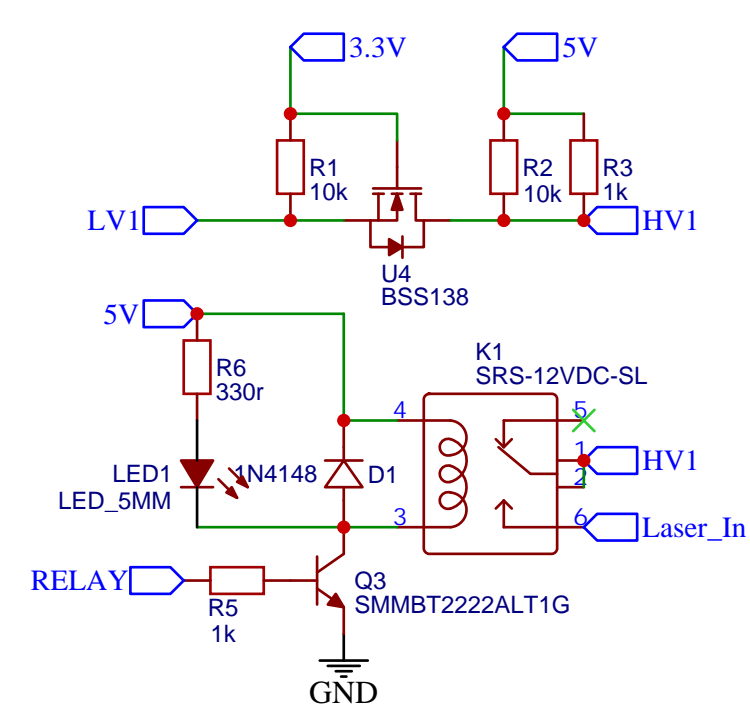 3.3V
5V
R1
10k
R2
10k
R3
1k
LV1
HV1
U4
BSS138
5V
R6
330r
K1
SRS-12VDC-SL
4
5
1
HV1
2
LED1
LED_5MM
1N4148
D1
3
6
Laser_In
RELAY
R5
1k
Q3
SMMBT2222ALT1G
GND